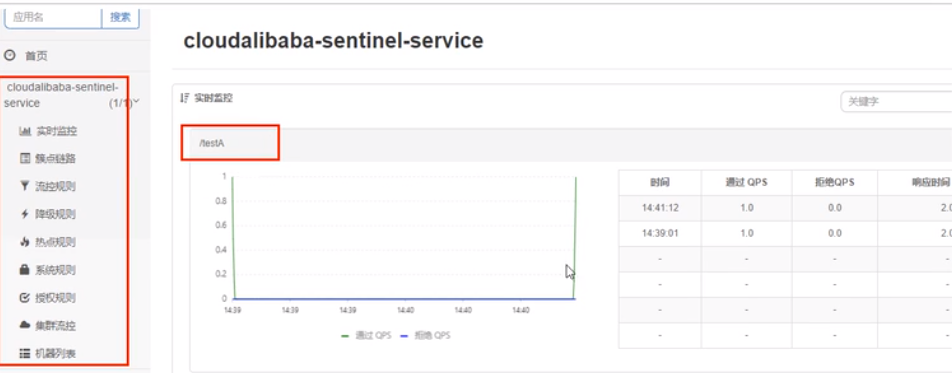 应用名
搜索
首页
cloudalibaba-sentinel-
service (1/1)
实时监控
簇点链路
流控规则
降级规则
热点规则
系统规则
授权规则
集群流控
机器列表
cloudalibaba-sentinel-service
实时监控
关键字
/testA
1
0.8
0.6
0.4
0.2
0
14:39 14:39 14:39 14:40 14:40 14:40
通过 QPS 拒绝 QPS
时间 通过 QPS 拒绝QPS 响应时间
14:41:12 1.0 0.0 2.0
14:39:01 1.0 0.0 2.0
- - - -
- - - -
- - - -
- - - -